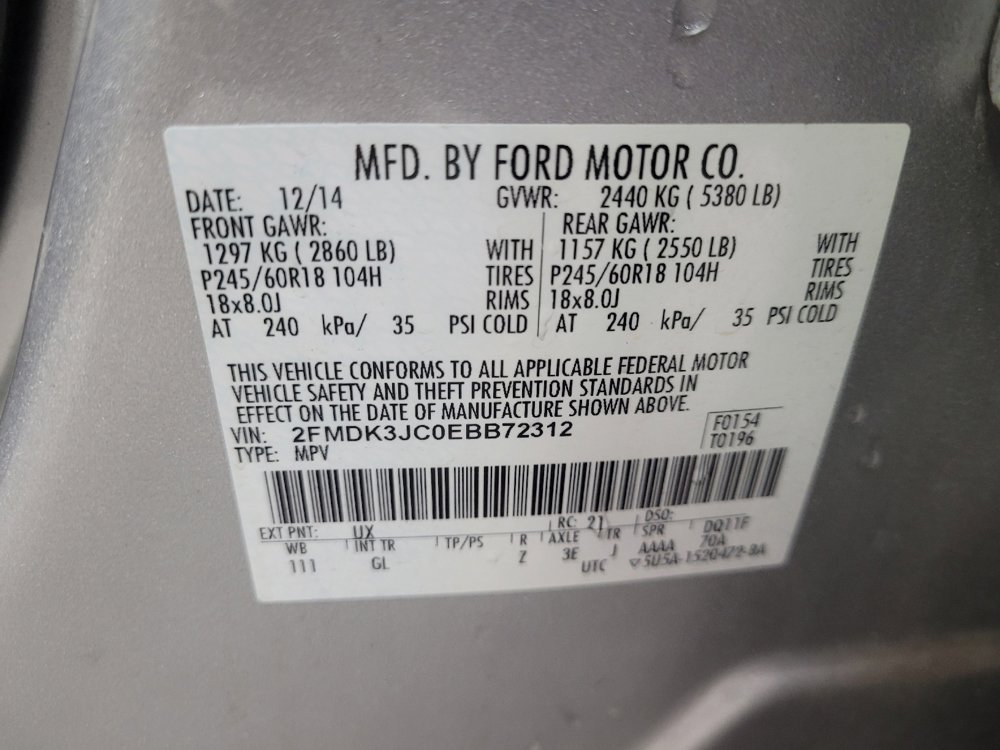 MFD. BY FORD MOTOR CO.
DATE: 12/14 GVWR: 2440 KG ( 5380 LB)
FRONT GAWR: REAR GAWR:
1297 KG ( 2860 LB) WITH 1157 KG ( 2550 LB) WITH
P245/60R18 104H TIRES P245/60R18 104H TIRES
18x8.0J RIMS 18x8.0J RIMS
AT 240 kPa/ 35 PSI COLD AT 240 kPa/ 35 PSI COLD
THIS VEHICLE CONFORMS TO ALL APPLICABLE FEDERAL MOTOR
VEHICLE SAFETY AND THEFT PREVENTION STANDARDS IN
EFFECT ON THE DATE OF MANUFACTURE SHOWN ABOVE.
VIN: 2FMDK3JC0EBB72312 F0154
TYPE: MPV T0196
EXT PNT: UX RC: 21 DSO:
WB INT TR TP/PS R AXLE TR SPR DQ11F
111 GL Z 3E J AAAA 70A
UTC ▽5U5A-1520472-BA